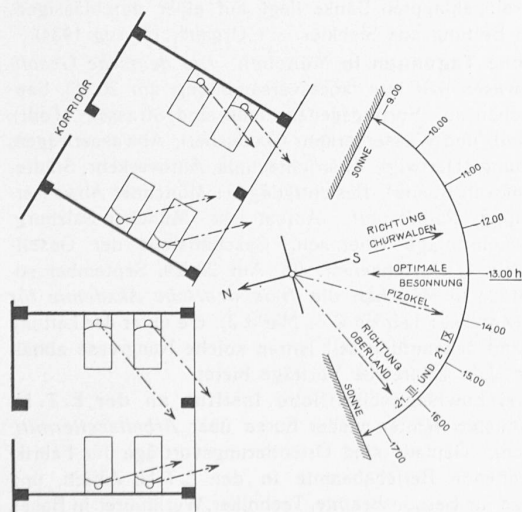 KORRIDOR
SONNE
9.00
10.00
11.00
12.00
13.00 h
14.00
15.00
16.00
17.00
RICHTUNG
CHURWALDEN
S
N
OPTIMALE
BESONNUNG
PIZOKEL
RICHTUNG
OBERLAND
21. III. UND 21. IX.
SONNE